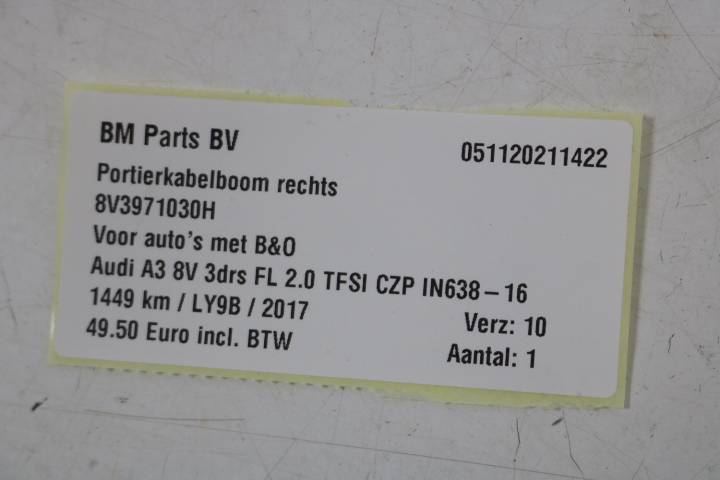 BM Parts BV 051120211422
Portierkabelboom rechts
8V3971030H
Voor auto's met B&O
Audi A3 8V 3drs FL 2.0 TFSI CZP IN638-16
1449 km / LY9B / 2017 Verz: 10
49.50 Euro incl. BTW Aantal: 1